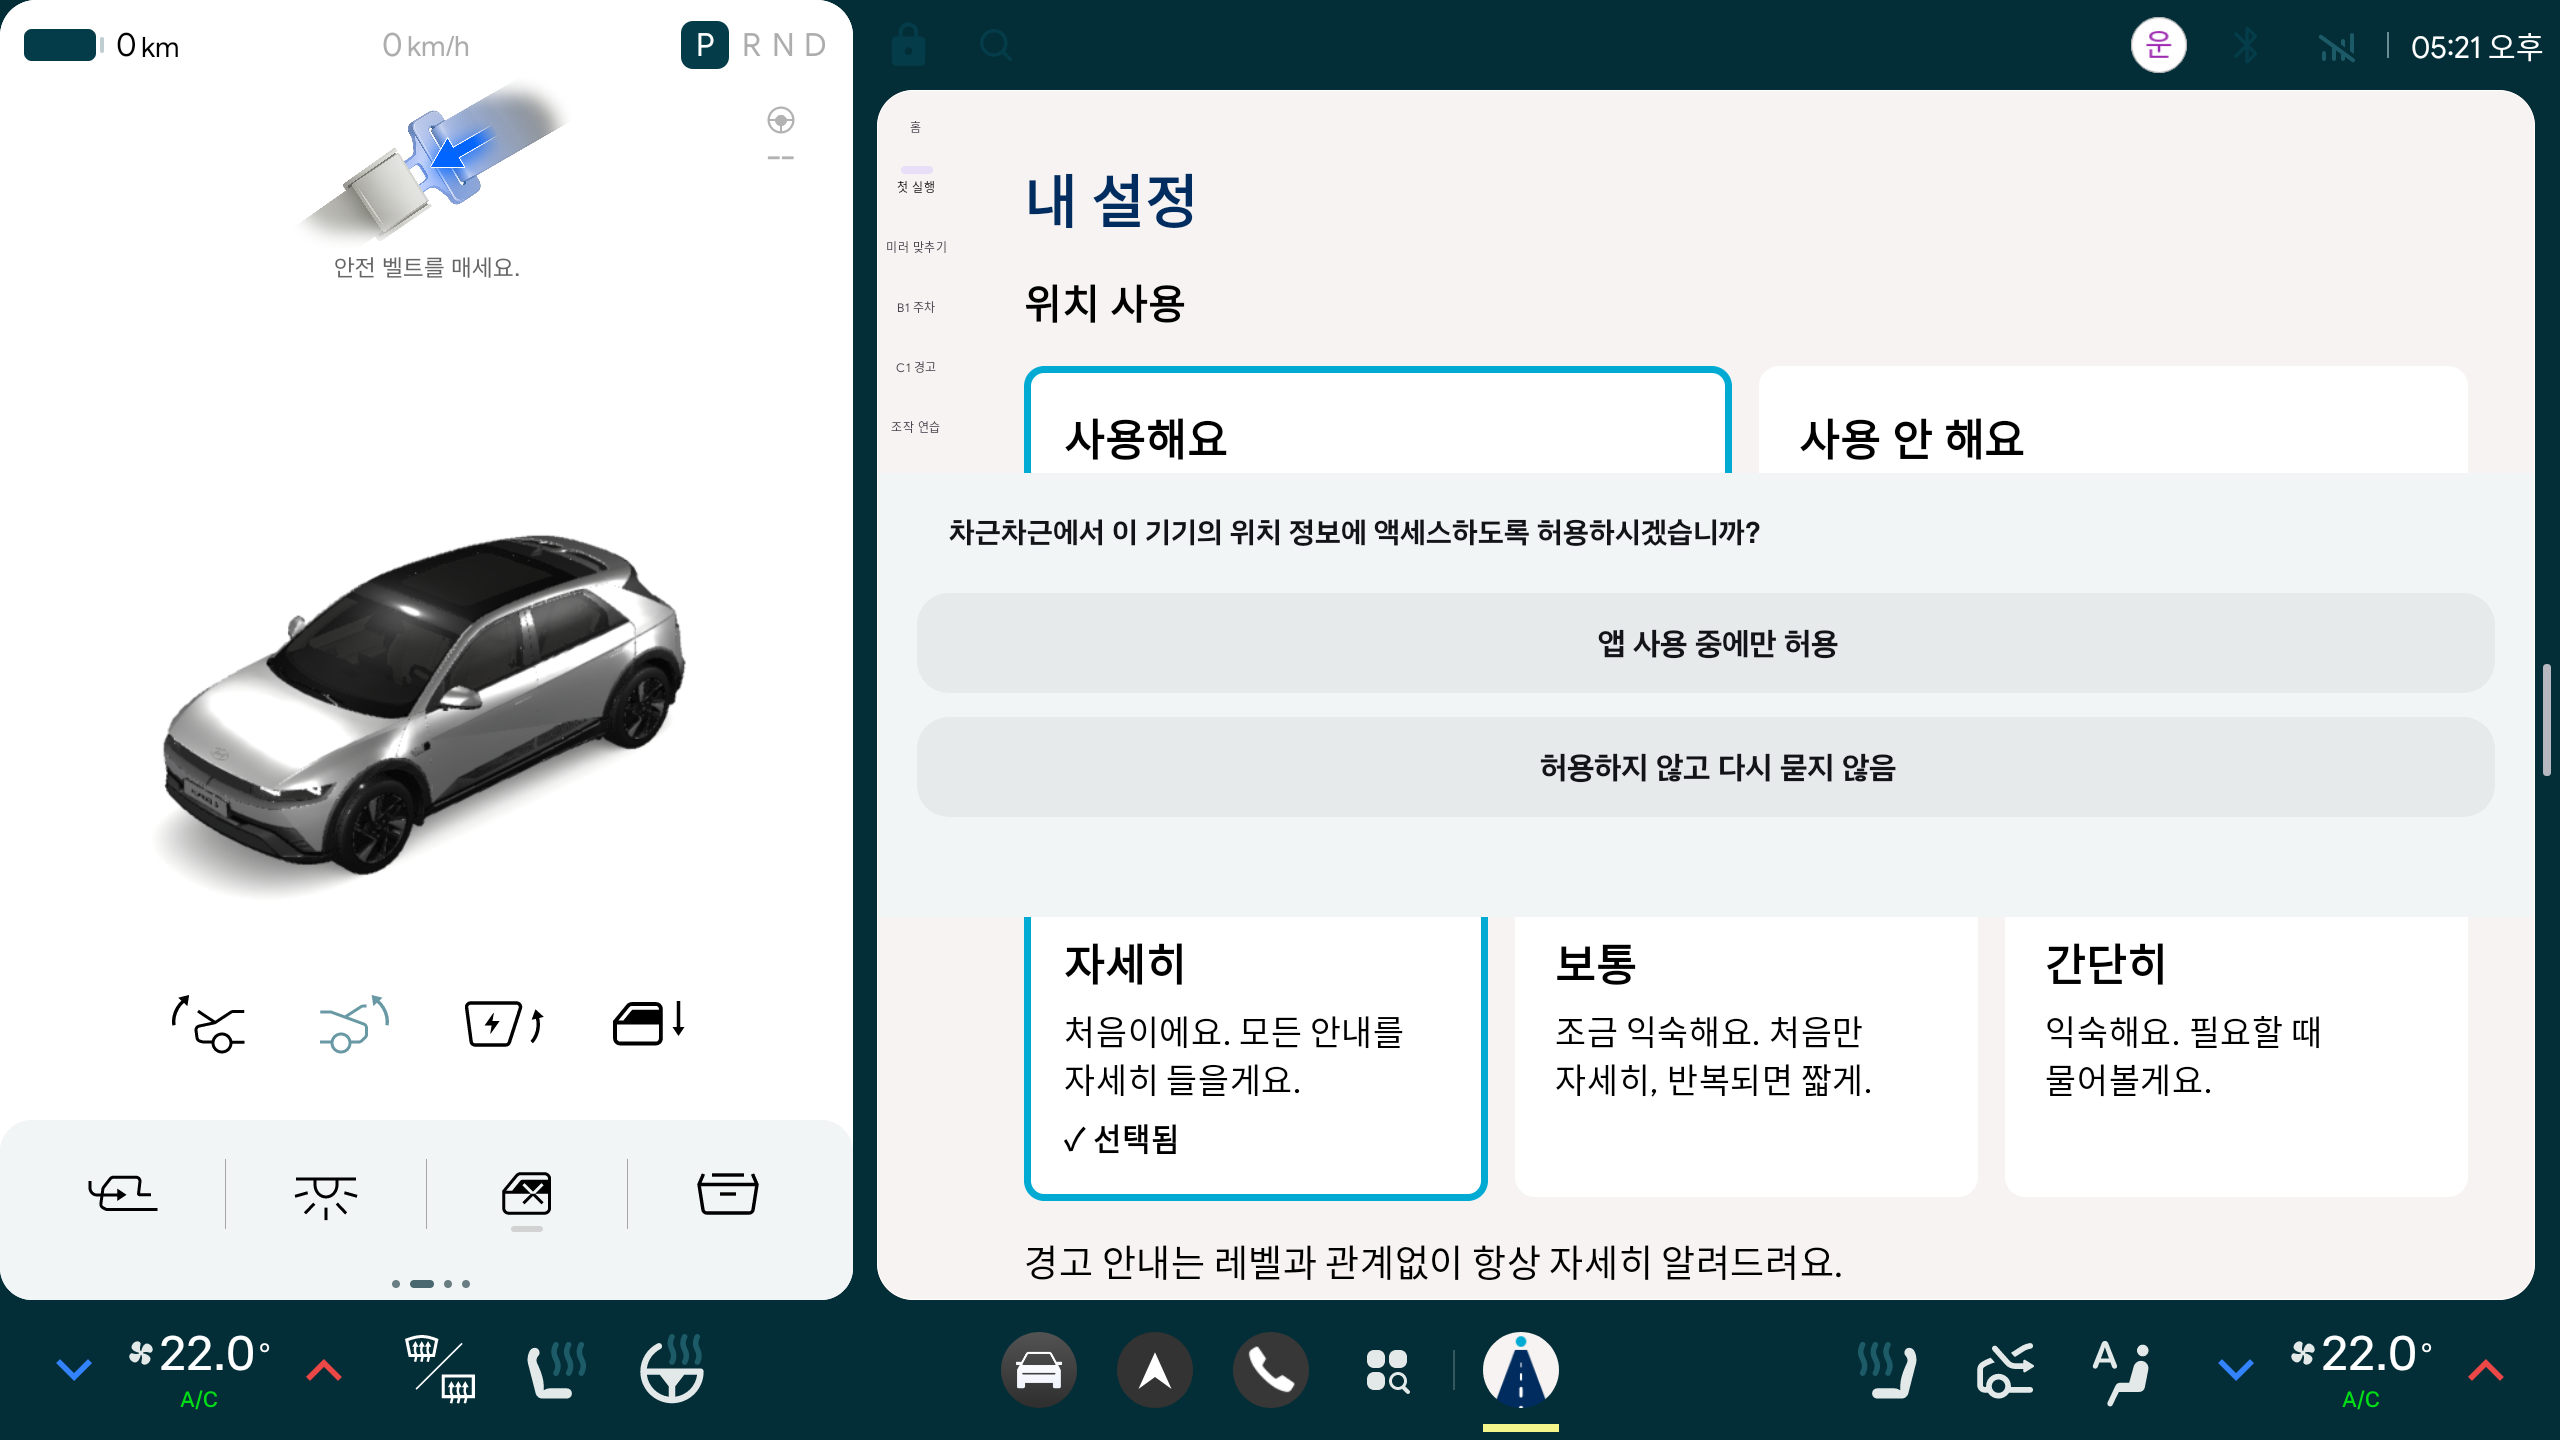 0 km
0 km/h
P R N D
안전 벨트를 매세요.
운
05:21 오후
홈
첫 실행
미러 맞추기
B1 주차
C1 경고
조작 연습
내 설정
위치 사용
사용해요
사용 안 해요
차근차근에서 이 기기의 위치 정보에 액세스하도록 허용하시겠습니까?
앱 사용 중에만 허용
허용하지 않고 다시 묻지 않음
자세히
처음이에요. 모든 안내를
자세히 들을게요.
✓ 선택됨
보통
조금 익숙해요. 처음만
자세히, 반복되면 짧게.
간단히
익숙해요. 필요할 때
물어볼게요.
경고 안내는 레벨과 관계없이 항상 자세히 알려드려요.
22.0°
A/C
A
22.0°
A/C